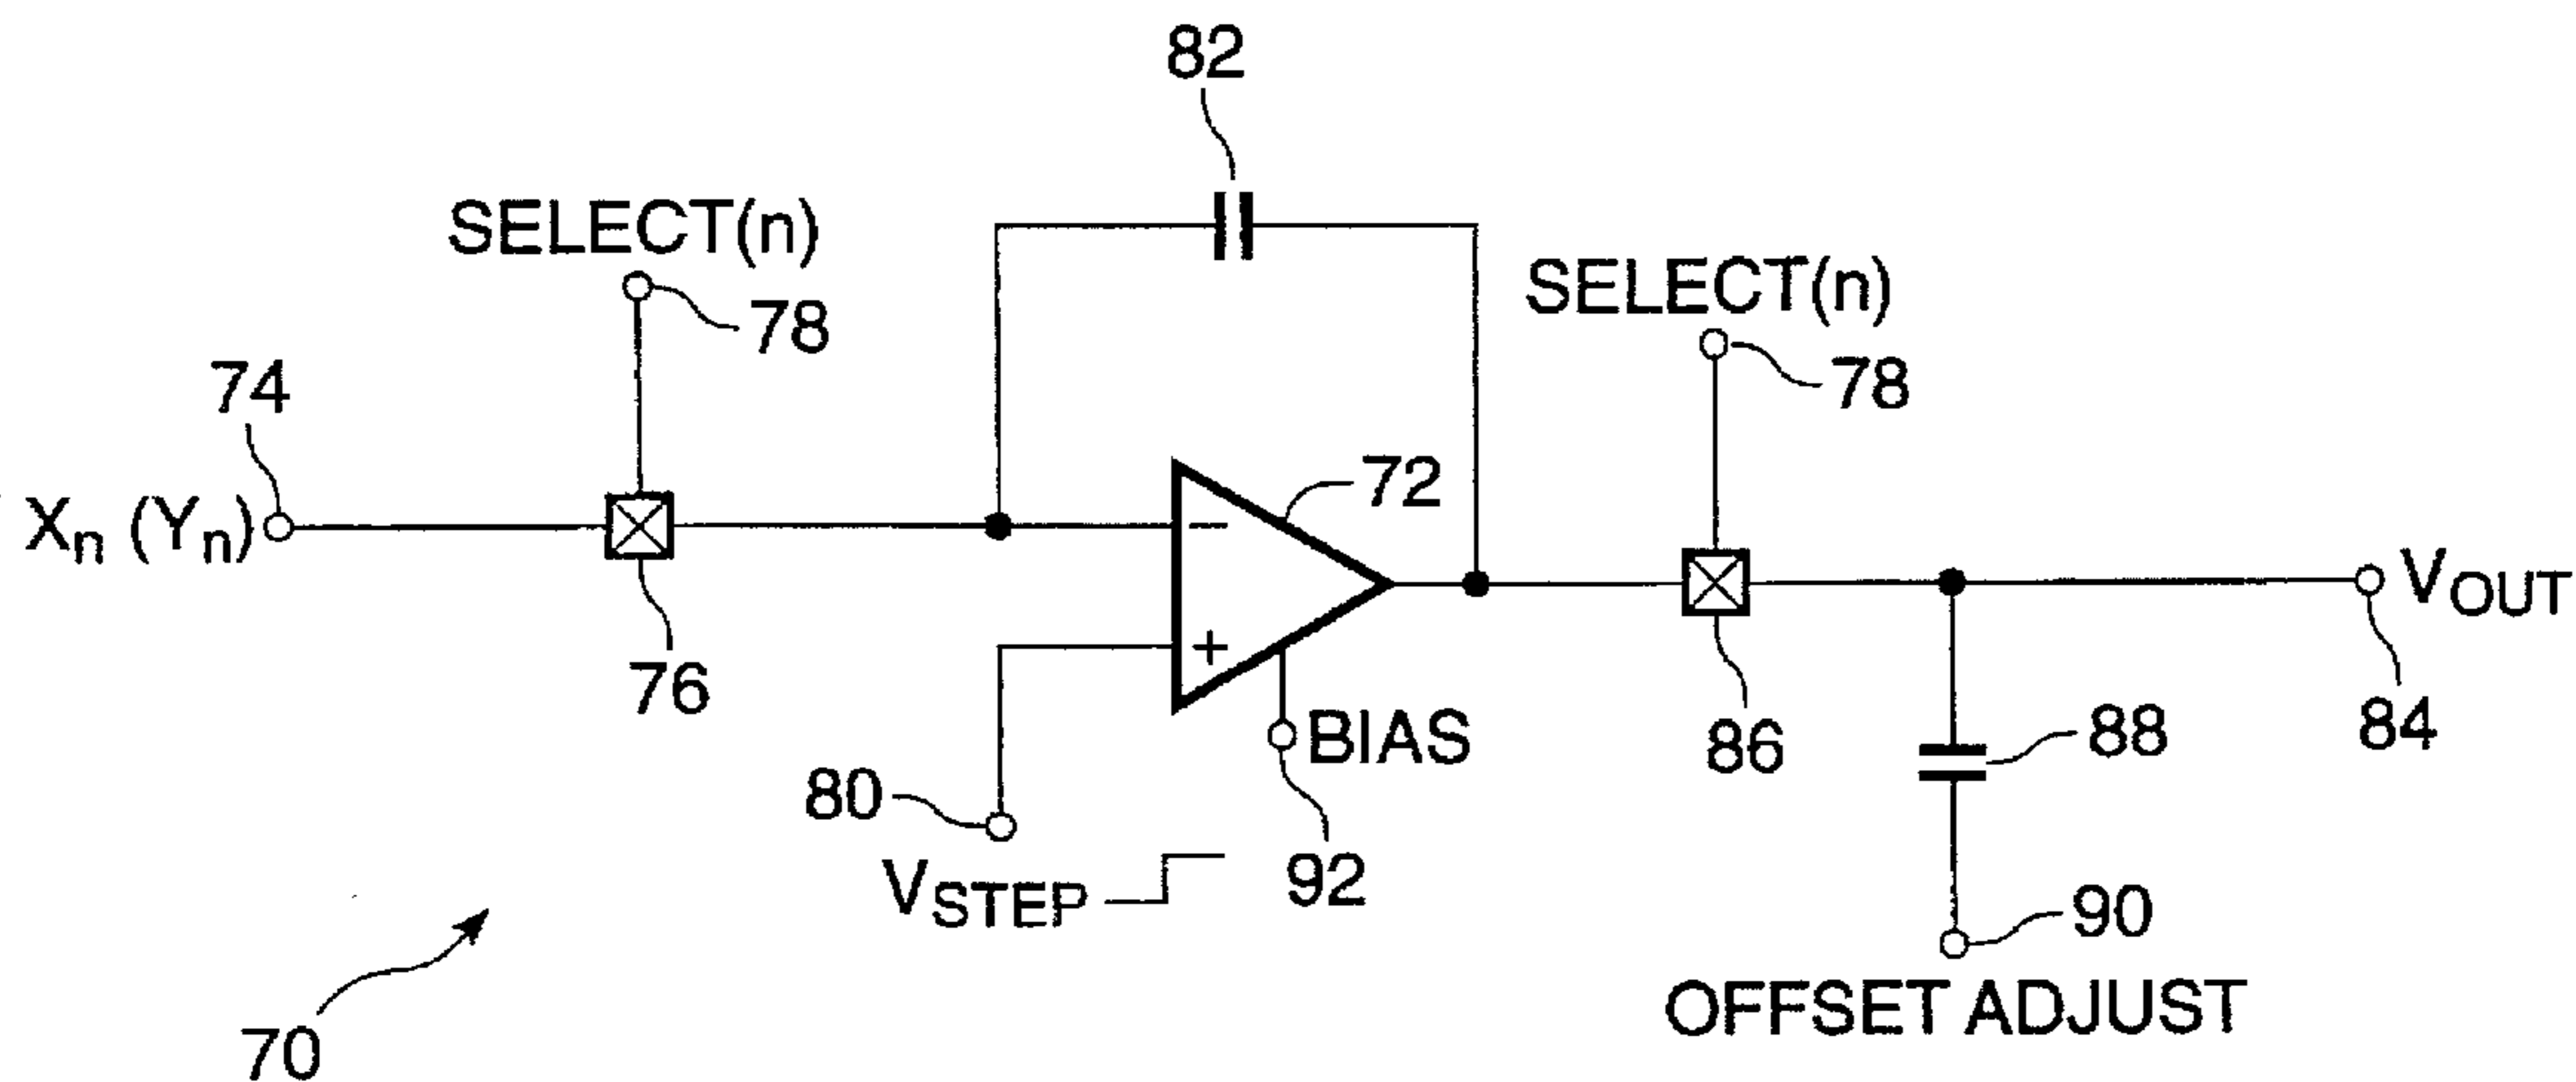 82
SELECT(n)
78
SELECT(n)
78
74
72
Xn (Yn)
−
+
VOUT
76
BIAS
86
88
84
80
VSTEP
92
90
OFFSET ADJUST
70